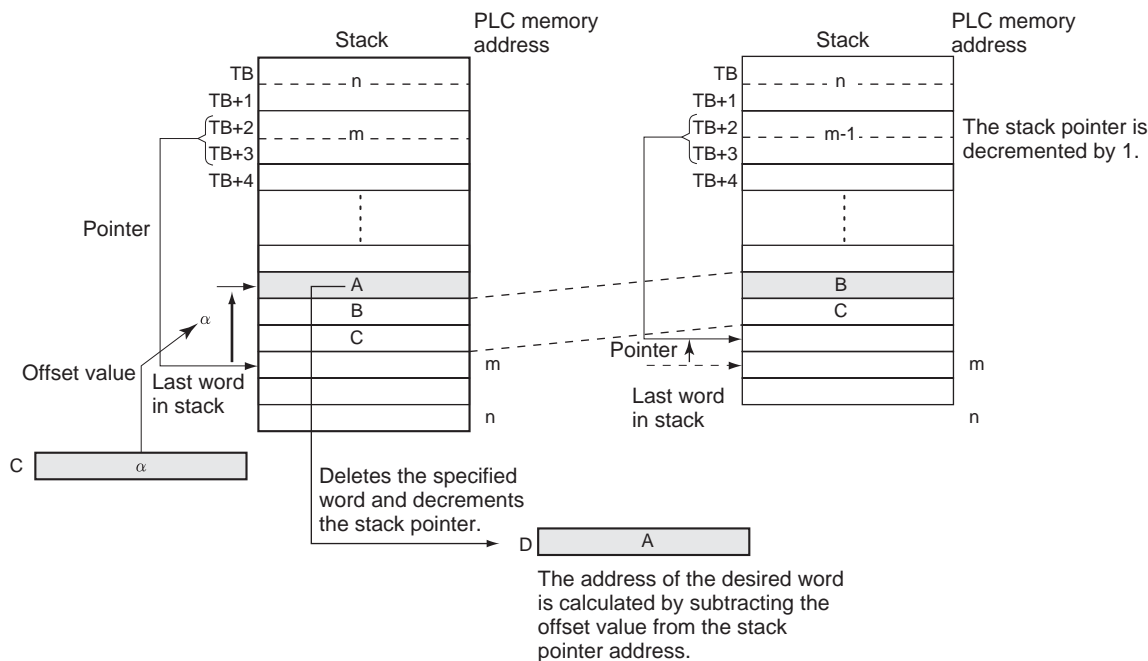 Stack
PLC memory
address
TB
n
TB+1
TB+2
m
TB+3
TB+4
Pointer
A
α
B
C
Offset value
Last word
in stack
m
n
C
α
Deletes the specified
word and decrements
the stack pointer.
D
A
The address of the desired word
is calculated by subtracting the
offset value from the stack
pointer address.
Stack
PLC memory
address
TB
n
TB+1
TB+2
m-1
TB+3
TB+4
The stack pointer is
decremented by 1.
B
C
Pointer
m
Last word
in stack
n